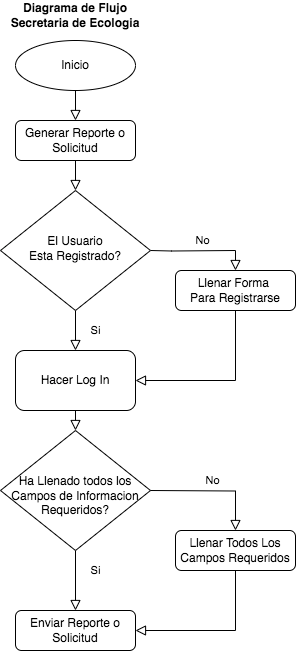 Diagrama de Flujo
Secretaria de Ecologia
Inicio
Generar Reporte o
Solicitud
El Usuario
Esta Registrado?
No
Llenar Forma
Para Registrarse
Si
Hacer Log In
Ha Llenado todos los
Campos de Informacion
Requeridos?
No
Llenar Todos Los
Campos Requeridos
Si
Enviar Reporte o
Solicitud